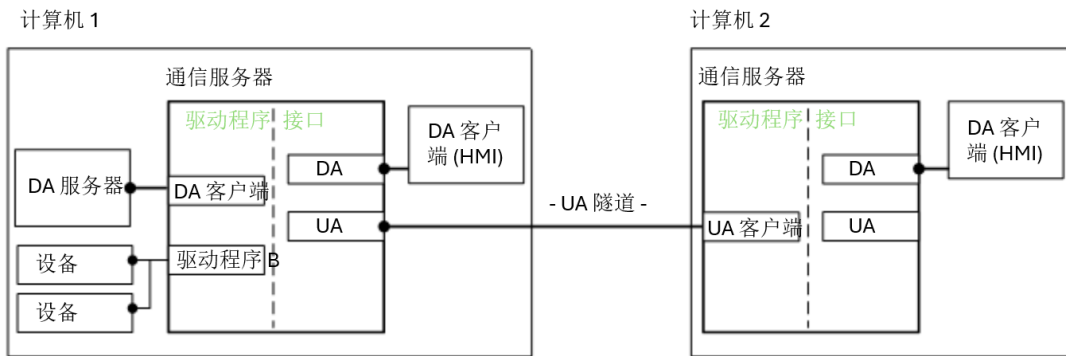 计算机 1
通信服务器
驱动程序 接口
DA 服务器
DA 客户端
驱动程序 B
设备
设备
DA
UA
DA 客户
端 (HMI)
- UA 隧道 -
计算机 2
通信服务器
驱动程序 接口
UA 客户端
DA
UA
DA 客户
端 (HMI)